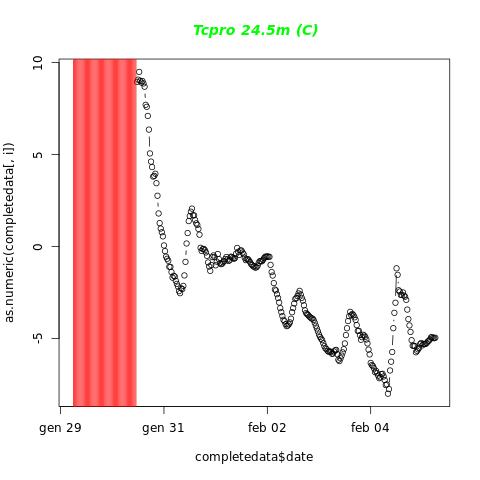 Tcpro 24.5m (C)
as.numeric(completedata[, i])
10
5
0
-5
gen 29 gen 31 feb 02 feb 04
completedata$date